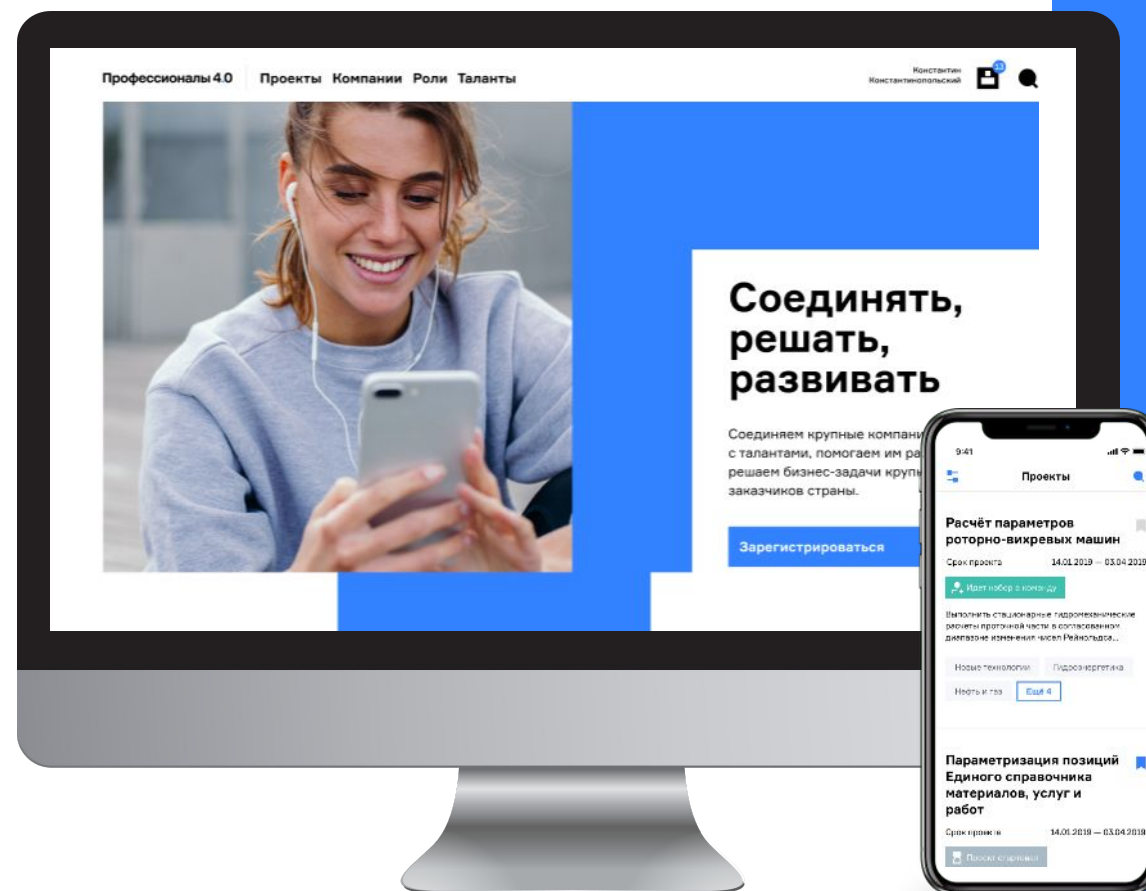 Профессионалы 4.0
Проекты Компании Роли Таланты
Константин
Константинопольский
13
Соединять,
решать,
развивать
Соединяем крупные компани
с талантами, помогаем им ра
решаем бизнес-задачи круп
заказчиков страны.
Зарегистрироваться
9:41
Проекты
Расчёт параметров
роторно-вихревых машин
Срок проекта 14.01.2019 — 03.04.2019
Идет набор в команду
Выполнить стационарные гидромеханические
расчеты проточной части в согласованном
диапазоне изменения чисел Рейнольдса...
Новые технологии Гидроэнергетика
Нефть и газ Ещё 4
Параметризация позиций
Единого справочника
материалов, услуг и
работ
Срок проекта 14.01.2019 — 03.04.2019
Проект стартовал